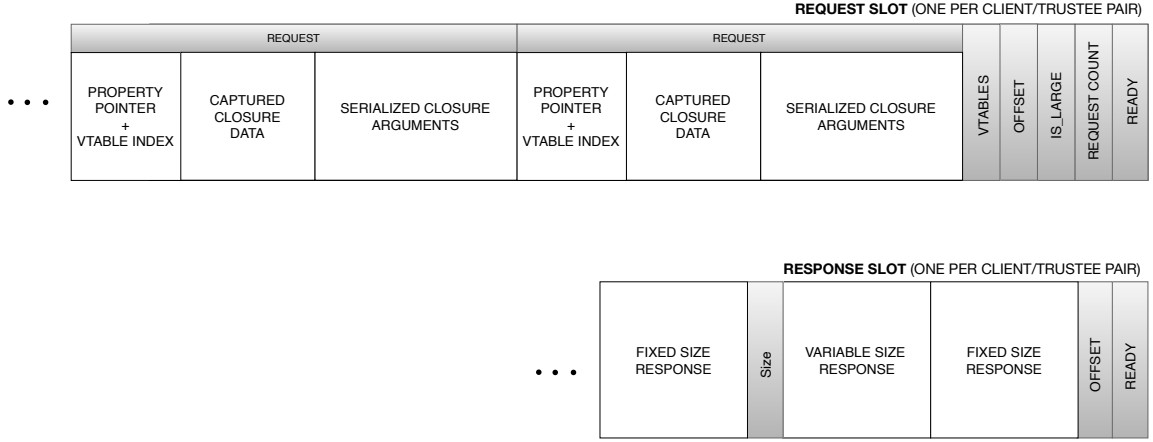 REQUEST SLOT (ONE PER CLIENT/TRUSTEE PAIR)
REQUEST
REQUEST
• • •
PROPERTY
POINTER
+
VTABLE INDEX
CAPTURED
CLOSURE
DATA
SERIALIZED CLOSURE
ARGUMENTS
PROPERTY
POINTER
+
VTABLE INDEX
CAPTURED
CLOSURE
DATA
SERIALIZED CLOSURE
ARGUMENTS
VTABLES
OFFSET
IS_LARGE
REQUEST COUNT
READY
RESPONSE SLOT (ONE PER CLIENT/TRUSTEE PAIR)
• • •
FIXED SIZE
RESPONSE
Size
VARIABLE SIZE
RESPONSE
FIXED SIZE
RESPONSE
OFFSET
READY